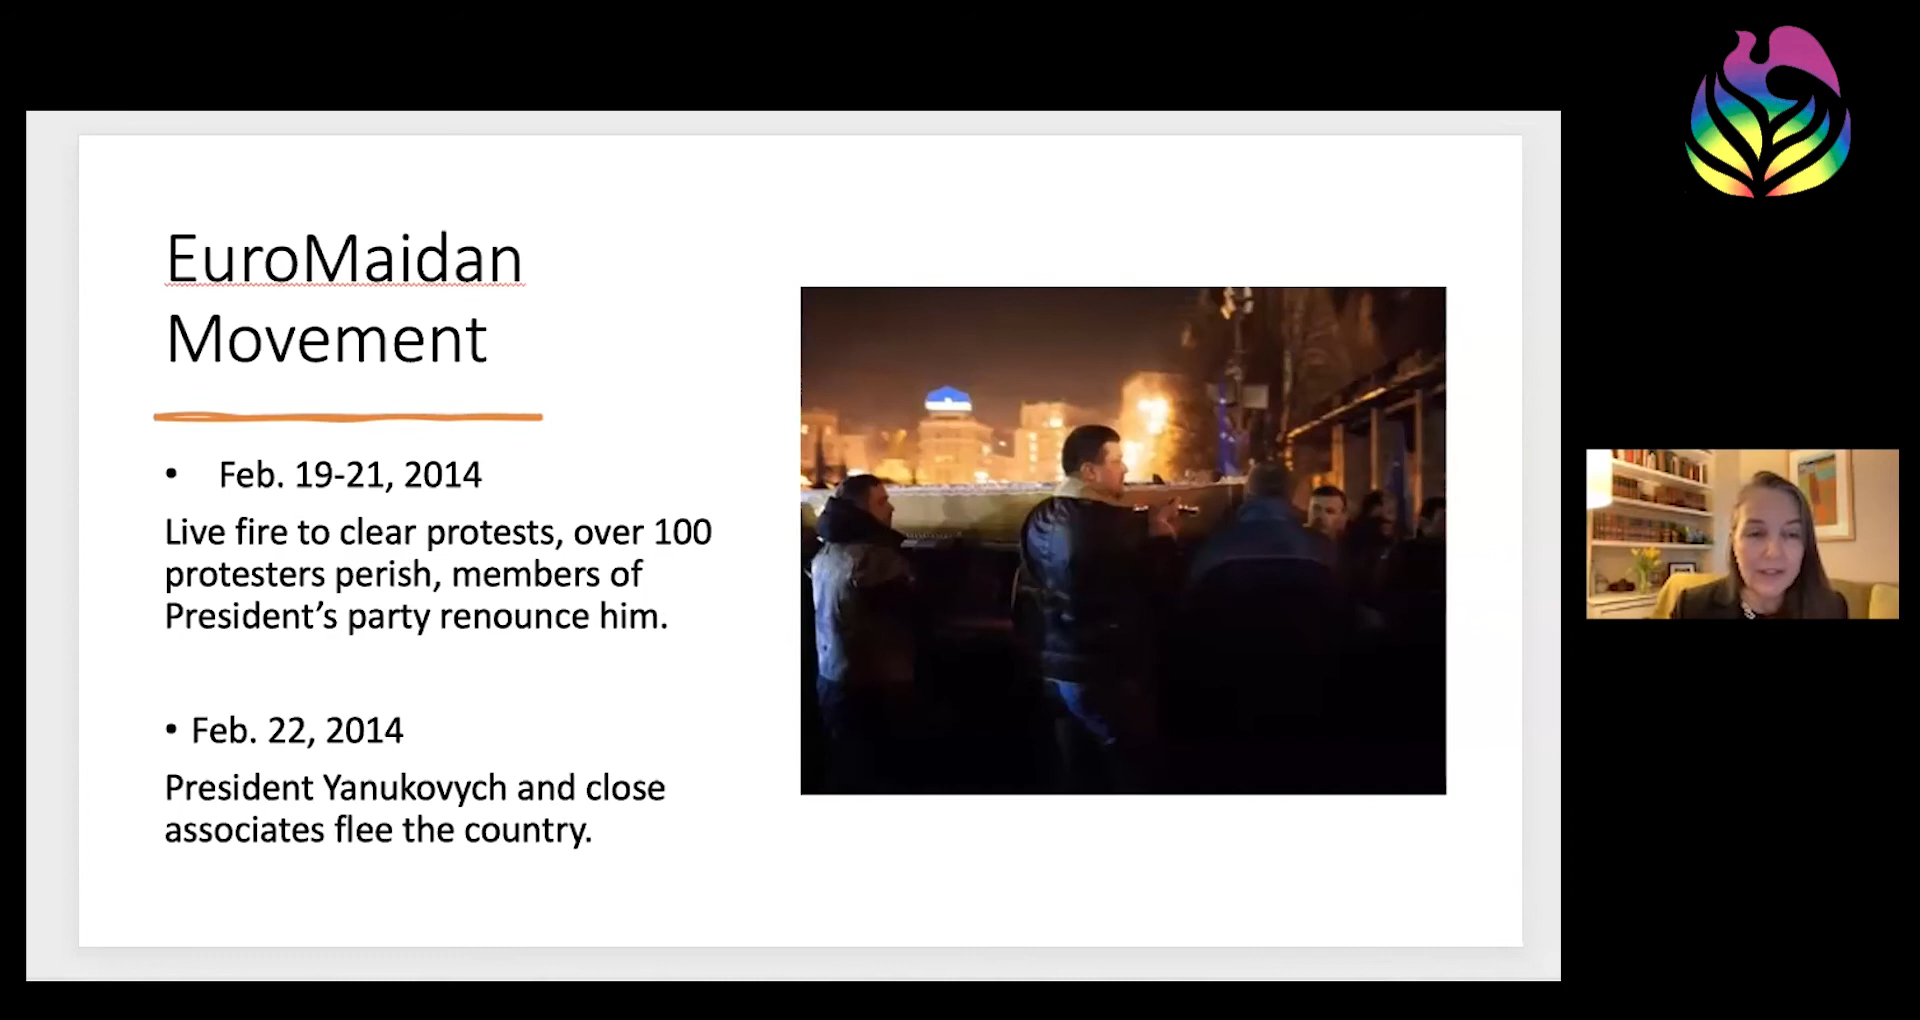 EuroMaidan
Movement
• Feb. 19-21, 2014
Live fire to clear protests, over 100
protesters perish, members of
President’s party renounce him.
• Feb. 22, 2014
President Yanukovych and close
associates flee the country.